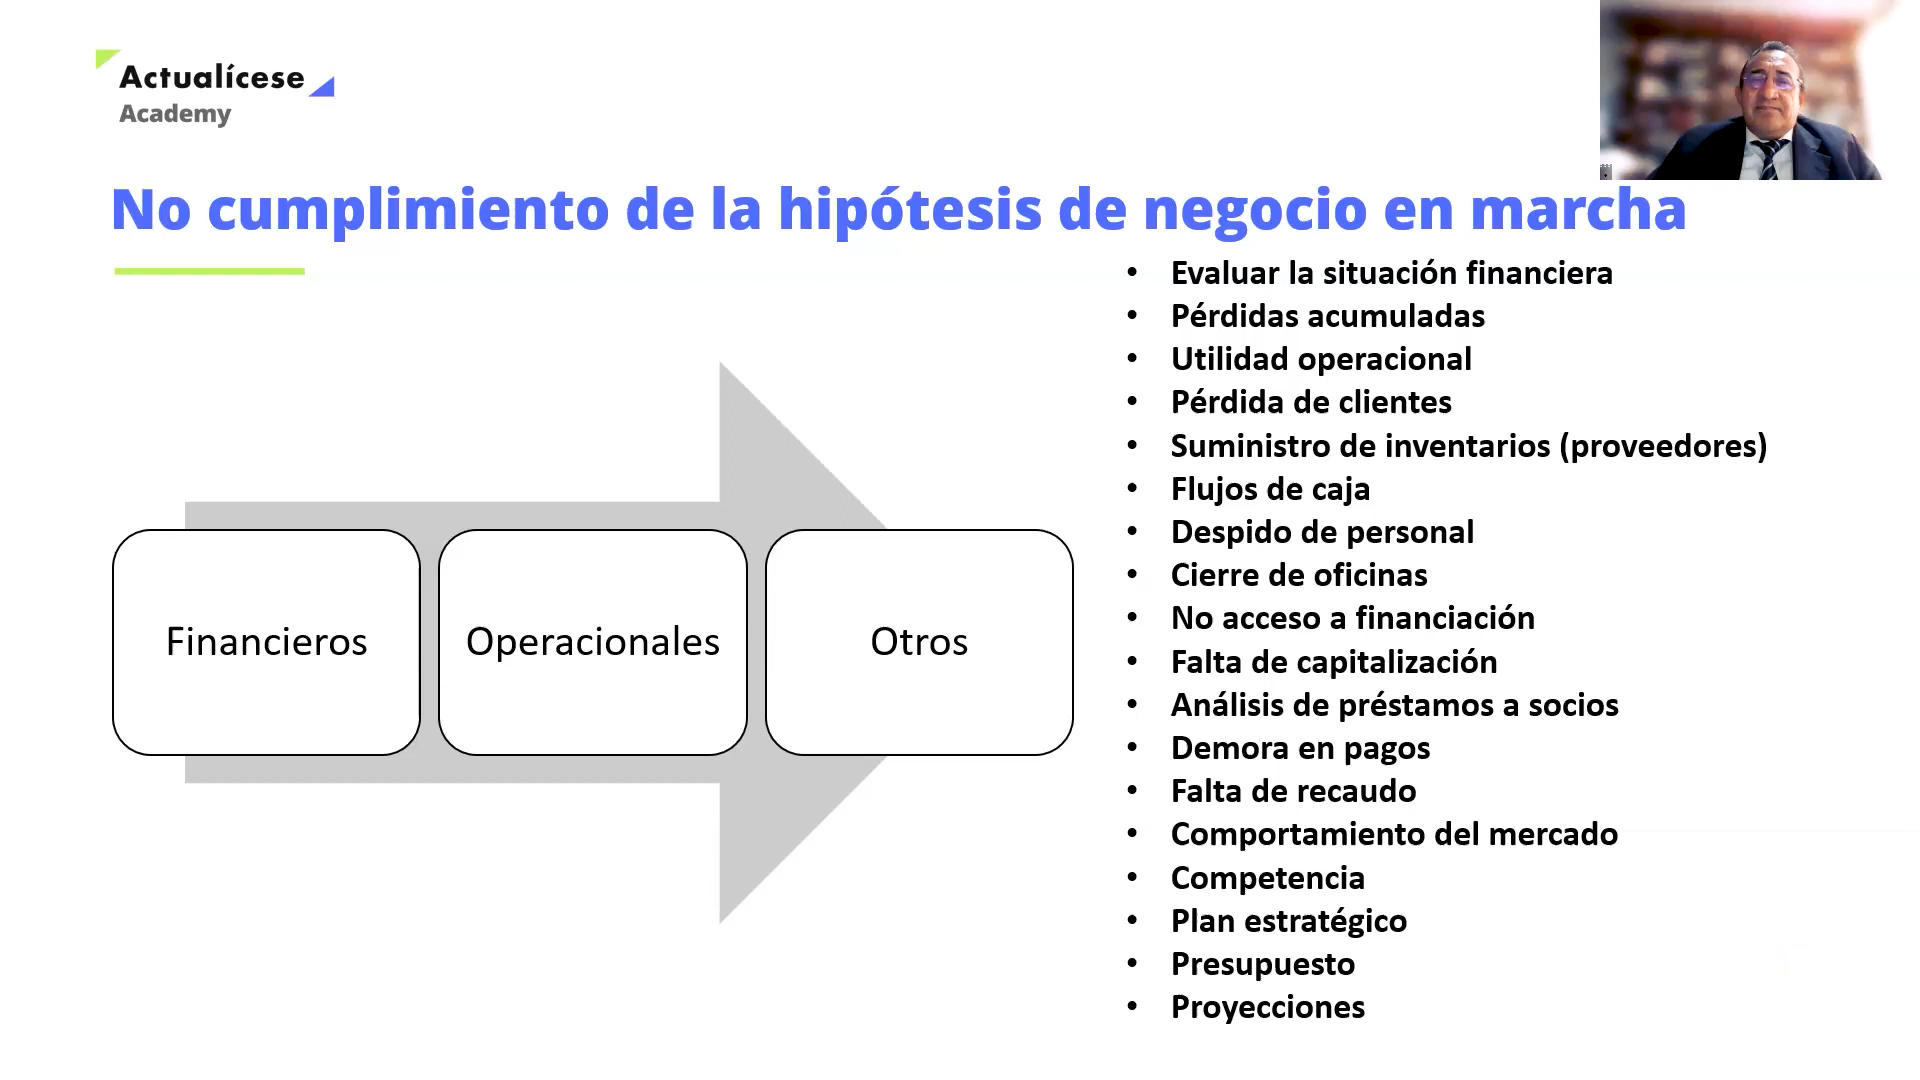 Actualícese
Academy
No cumplimiento de la hipótesis de negocio en marcha
Financieros
Operacionales
Otros
• Evaluar la situación financiera
• Pérdidas acumuladas
• Utilidad operacional
• Pérdida de clientes
• Suministro de inventarios (proveedores)
• Flujos de caja
• Despido de personal
• Cierre de oficinas
• No acceso a financiación
• Falta de capitalización
• Análisis de préstamos a socios
• Demora en pagos
• Falta de recaudo
• Comportamiento del mercado
• Competencia
• Plan estratégico
• Presupuesto
• Proyecciones